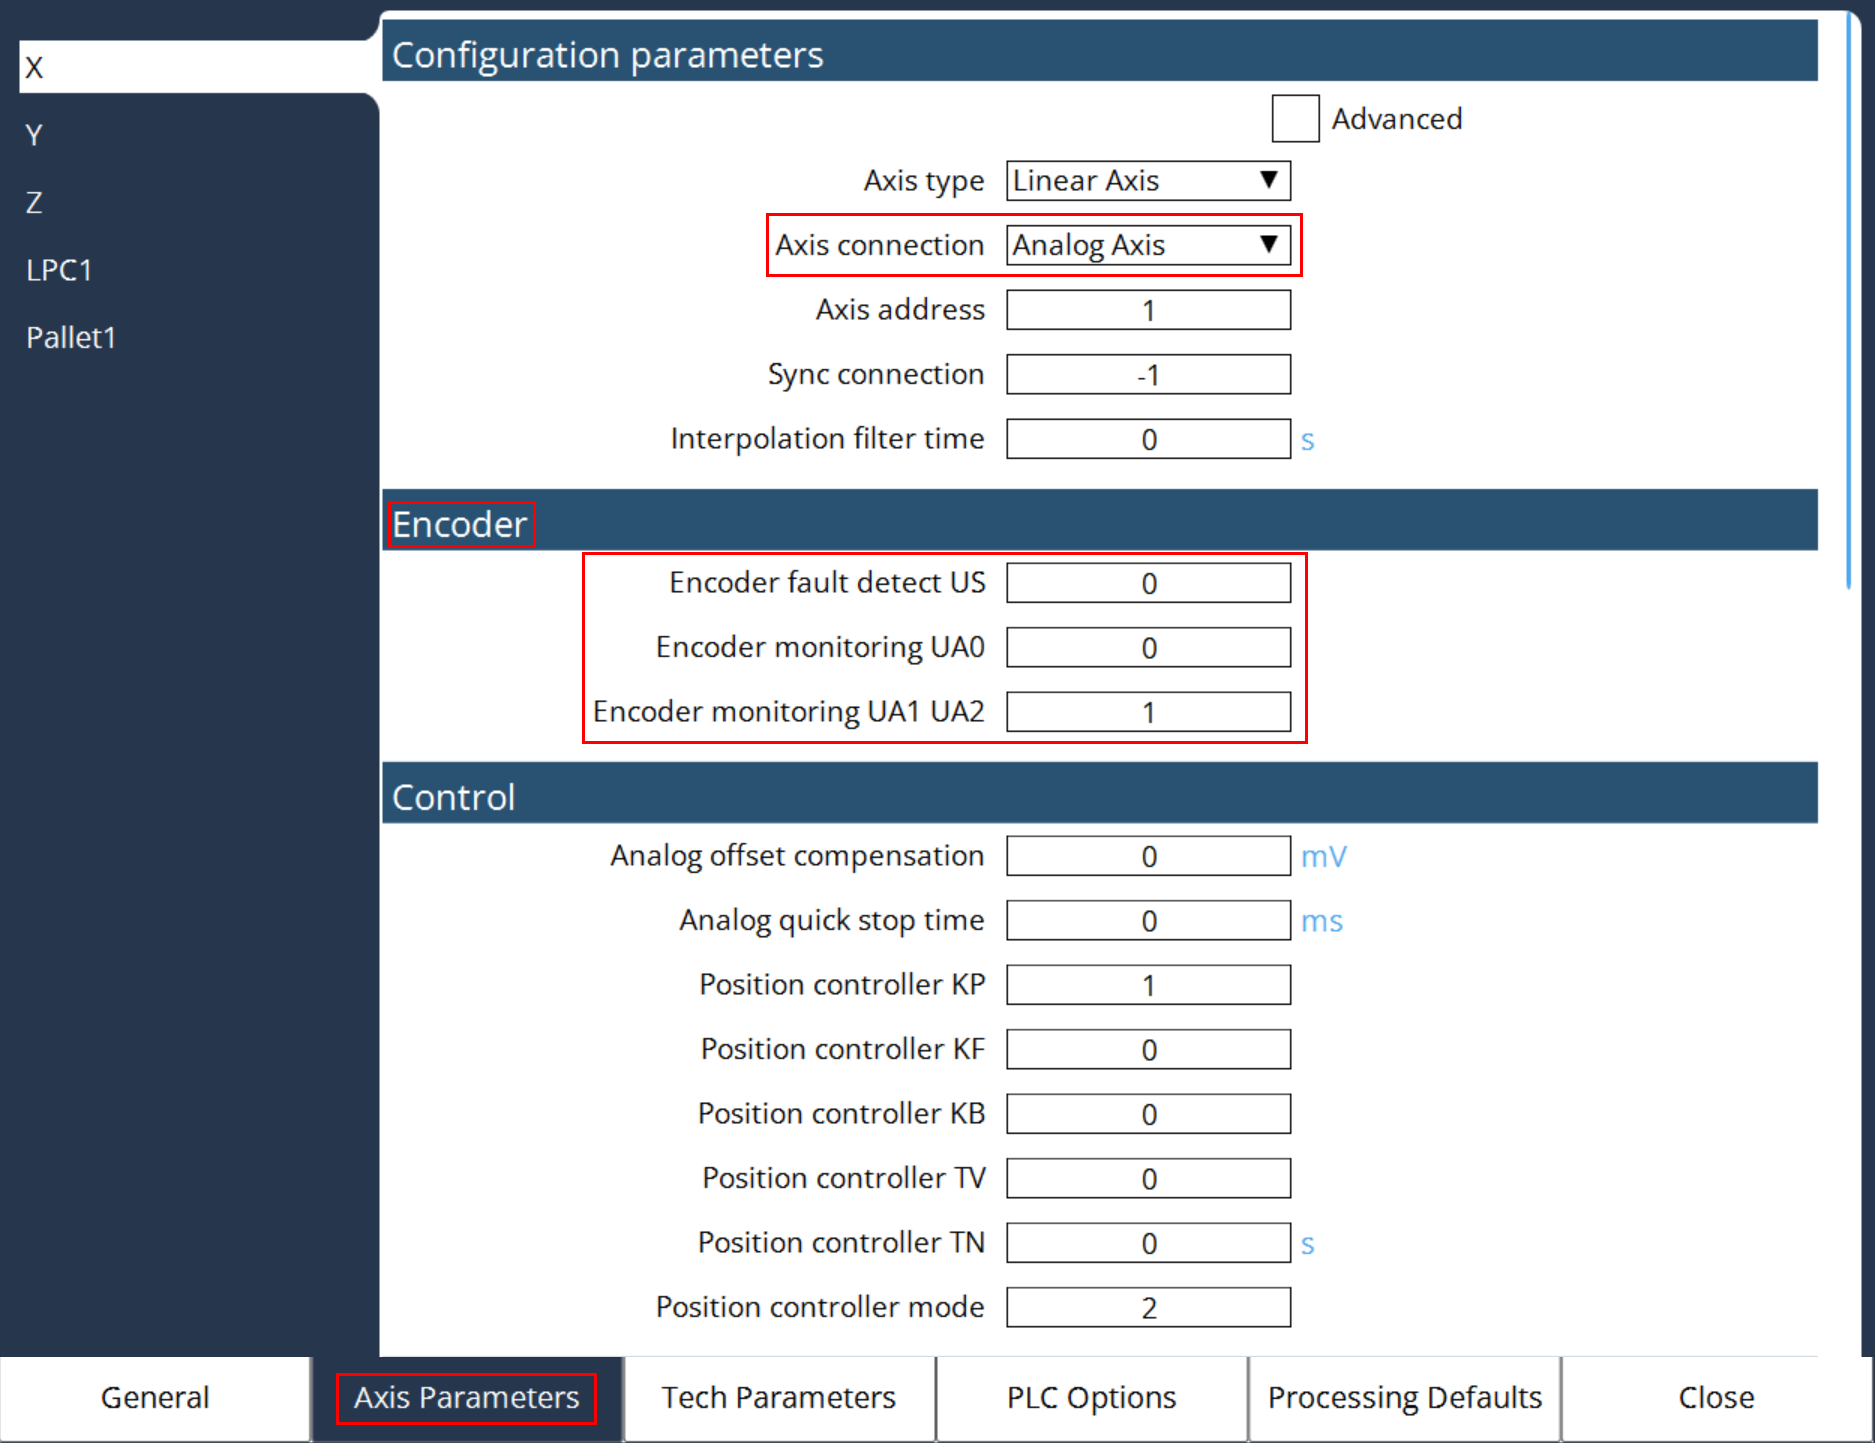 X
Y
Z
LPC1
Pallet1
Configuration parameters
Advanced
Axis type Linear Axis ▼
Axis connection Analog Axis ▼
Axis address 1
Sync connection -1
Interpolation filter time 0 s
Encoder
Encoder fault detect US 0
Encoder monitoring UA0 0
Encoder monitoring UA1 UA2 1
Control
Analog offset compensation 0 mV
Analog quick stop time 0 ms
Position controller KP 1
Position controller KF 0
Position controller KB 0
Position controller TV 0
Position controller TN 0 s
Position controller mode 2
General Axis Parameters Tech Parameters PLC Options Processing Defaults Close